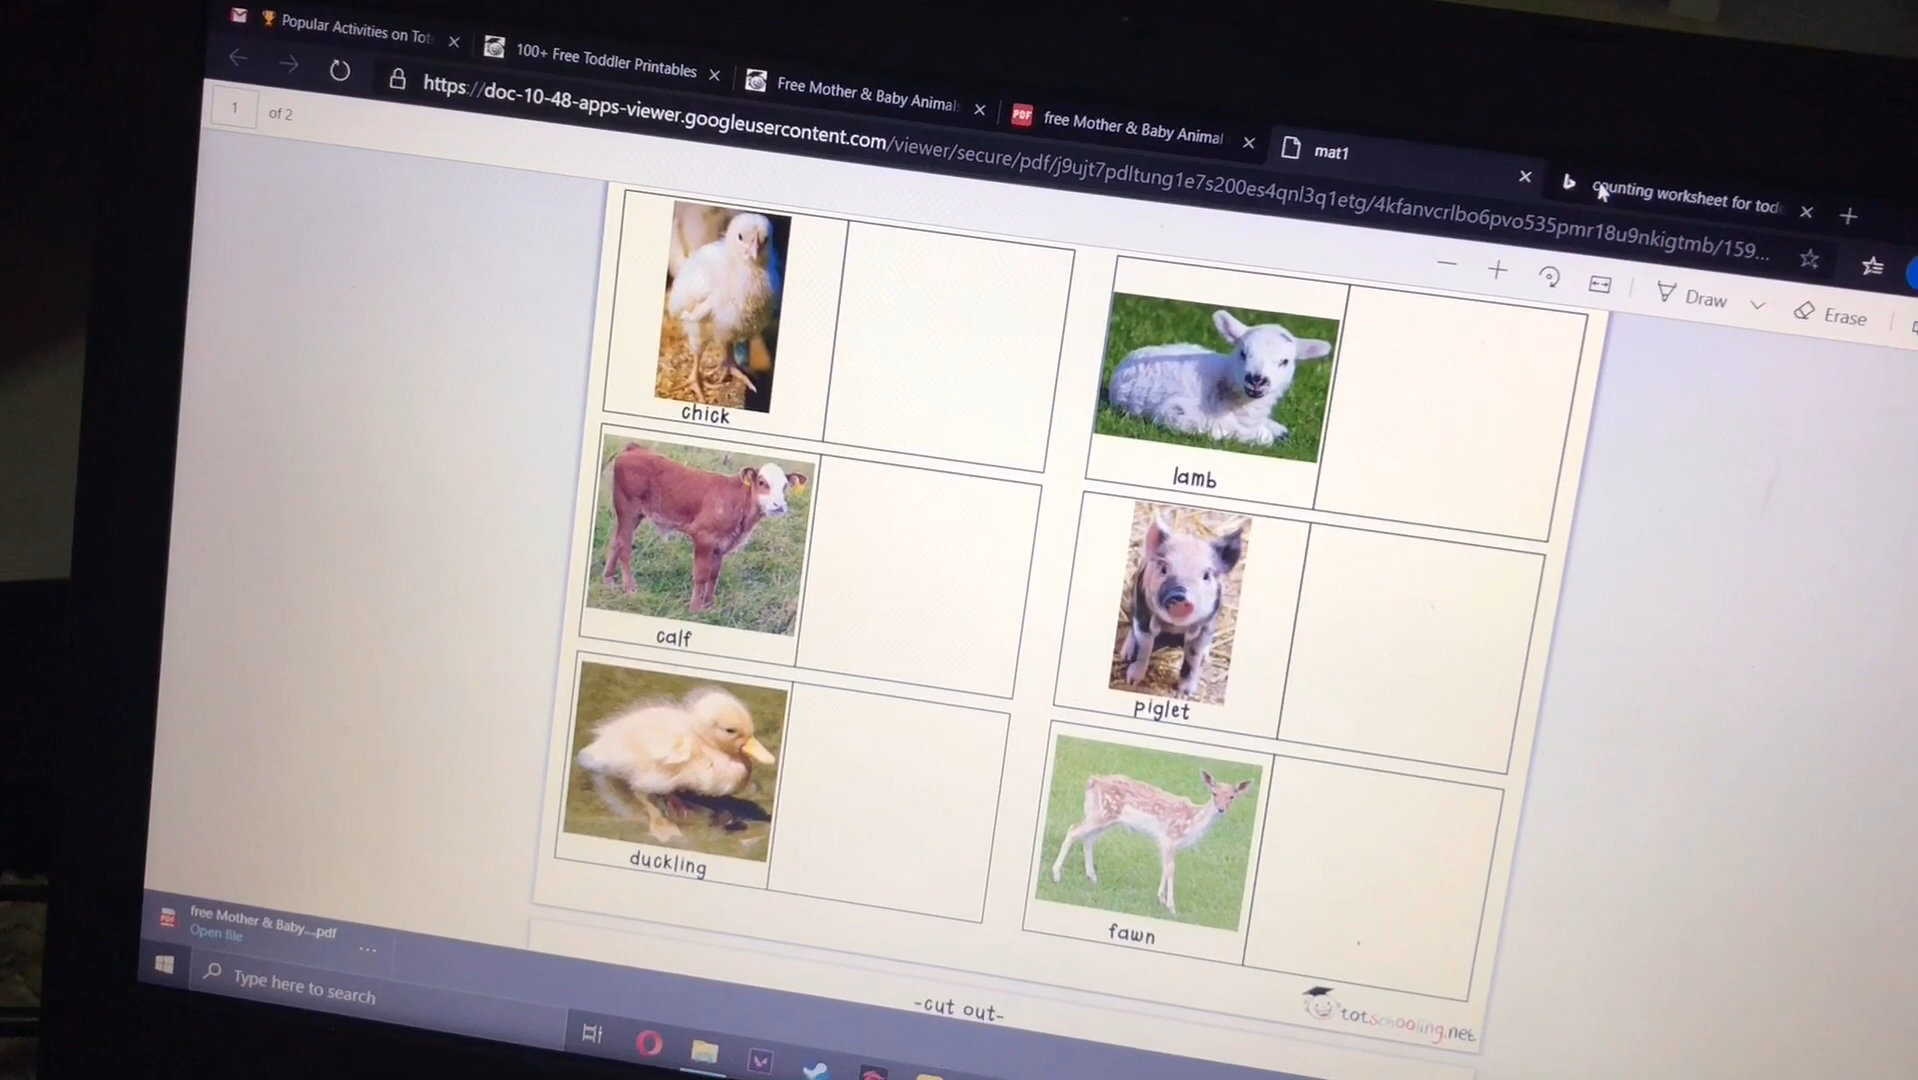 Popular Activities on Tot
100+ Free Toddler Printables
Free Mother & Baby Animal
free Mother & Baby Animal
mat1
counting worksheet for tod
https://doc-10-48-apps-viewer.googleusercontent.com/viewer/secure/pdf/j9ujt7pdltung1e7s200es4qnl3q1etg/4kfanvcrlbo6pvo535pmr18u9nkigtmb/159...
1 of 2
Draw
Erase
chick
lamb
calf
piglet
duckling
fawn
free Mother & Baby....pdf
Open file
Type here to search
-cut out-
totschooling.net